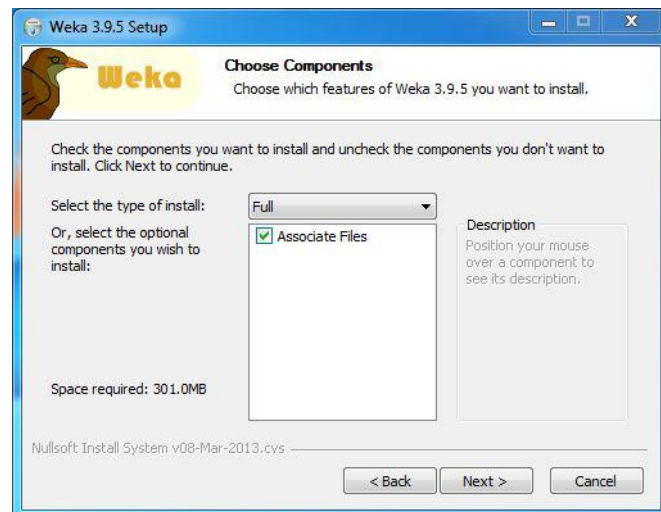 Weka 3.9.5 Setup
Weka
Choose Components
Choose which features of Weka 3.9.5 you want to install.
Check the components you want to install and uncheck the components you don't want to
install. Click Next to continue.
Select the type of install:
Full
Or, select the optional
components you wish to
install:
Associate Files
Description
Position your mouse
over a component to
see its description.
Space required: 301.0MB
Nullsoft Install System v08-Mar-2013.cvs
< Back
Next >
Cancel